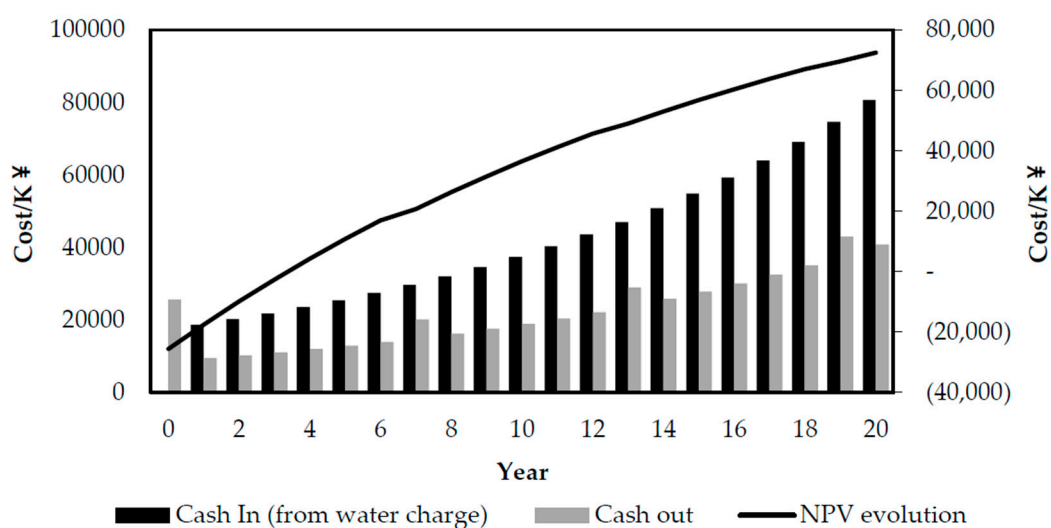 100000
80000
60000
40000
20000
0
Cost/K ¥
80,000
60,000
40,000
20,000
-
(20,000)
(40,000)
Cost/K ¥
0 2 4 6 8 10 12 14 16 18 20
Year
Cash In (from water charge) Cash out NPV evolution